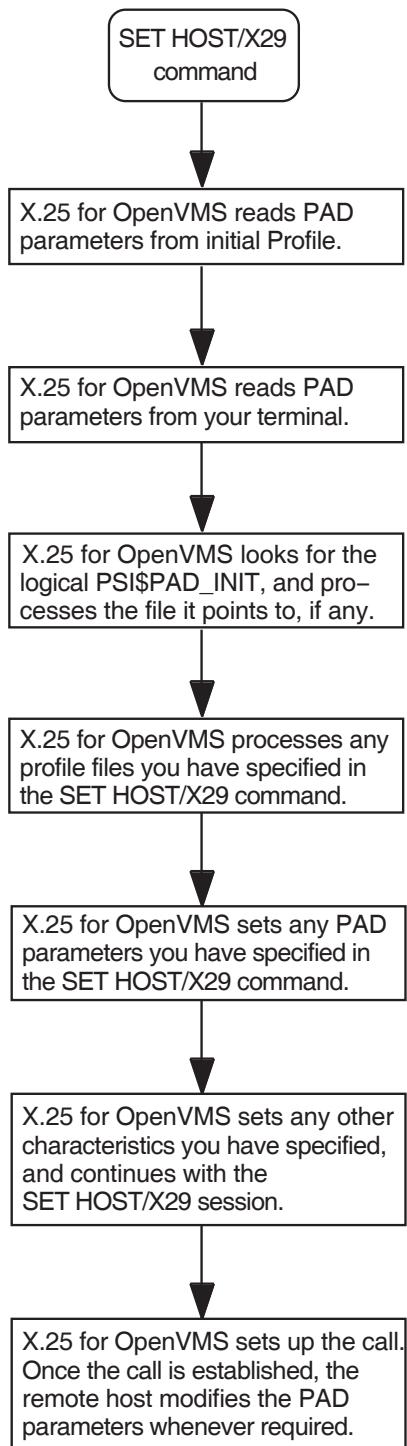 SET HOST/X29
command
X.25 for OpenVMS reads PAD
parameters from initial Profile.
X.25 for OpenVMS reads PAD
parameters from your terminal.
X.25 for OpenVMS looks for the
logical PSI$PAD_INIT, and pro–
cesses the file it points to, if any.
X.25 for OpenVMS processes any
profile files you have specified in
the SET HOST/X29 command.
X.25 for OpenVMS sets any PAD
parameters you have specified in
the SET HOST/X29 command.
X.25 for OpenVMS sets any other
characteristics you have specified,
and continues with the
SET HOST/X29 session.
X.25 for OpenVMS sets up the call.
Once the call is established, the
remote host modifies the PAD
parameters whenever required.